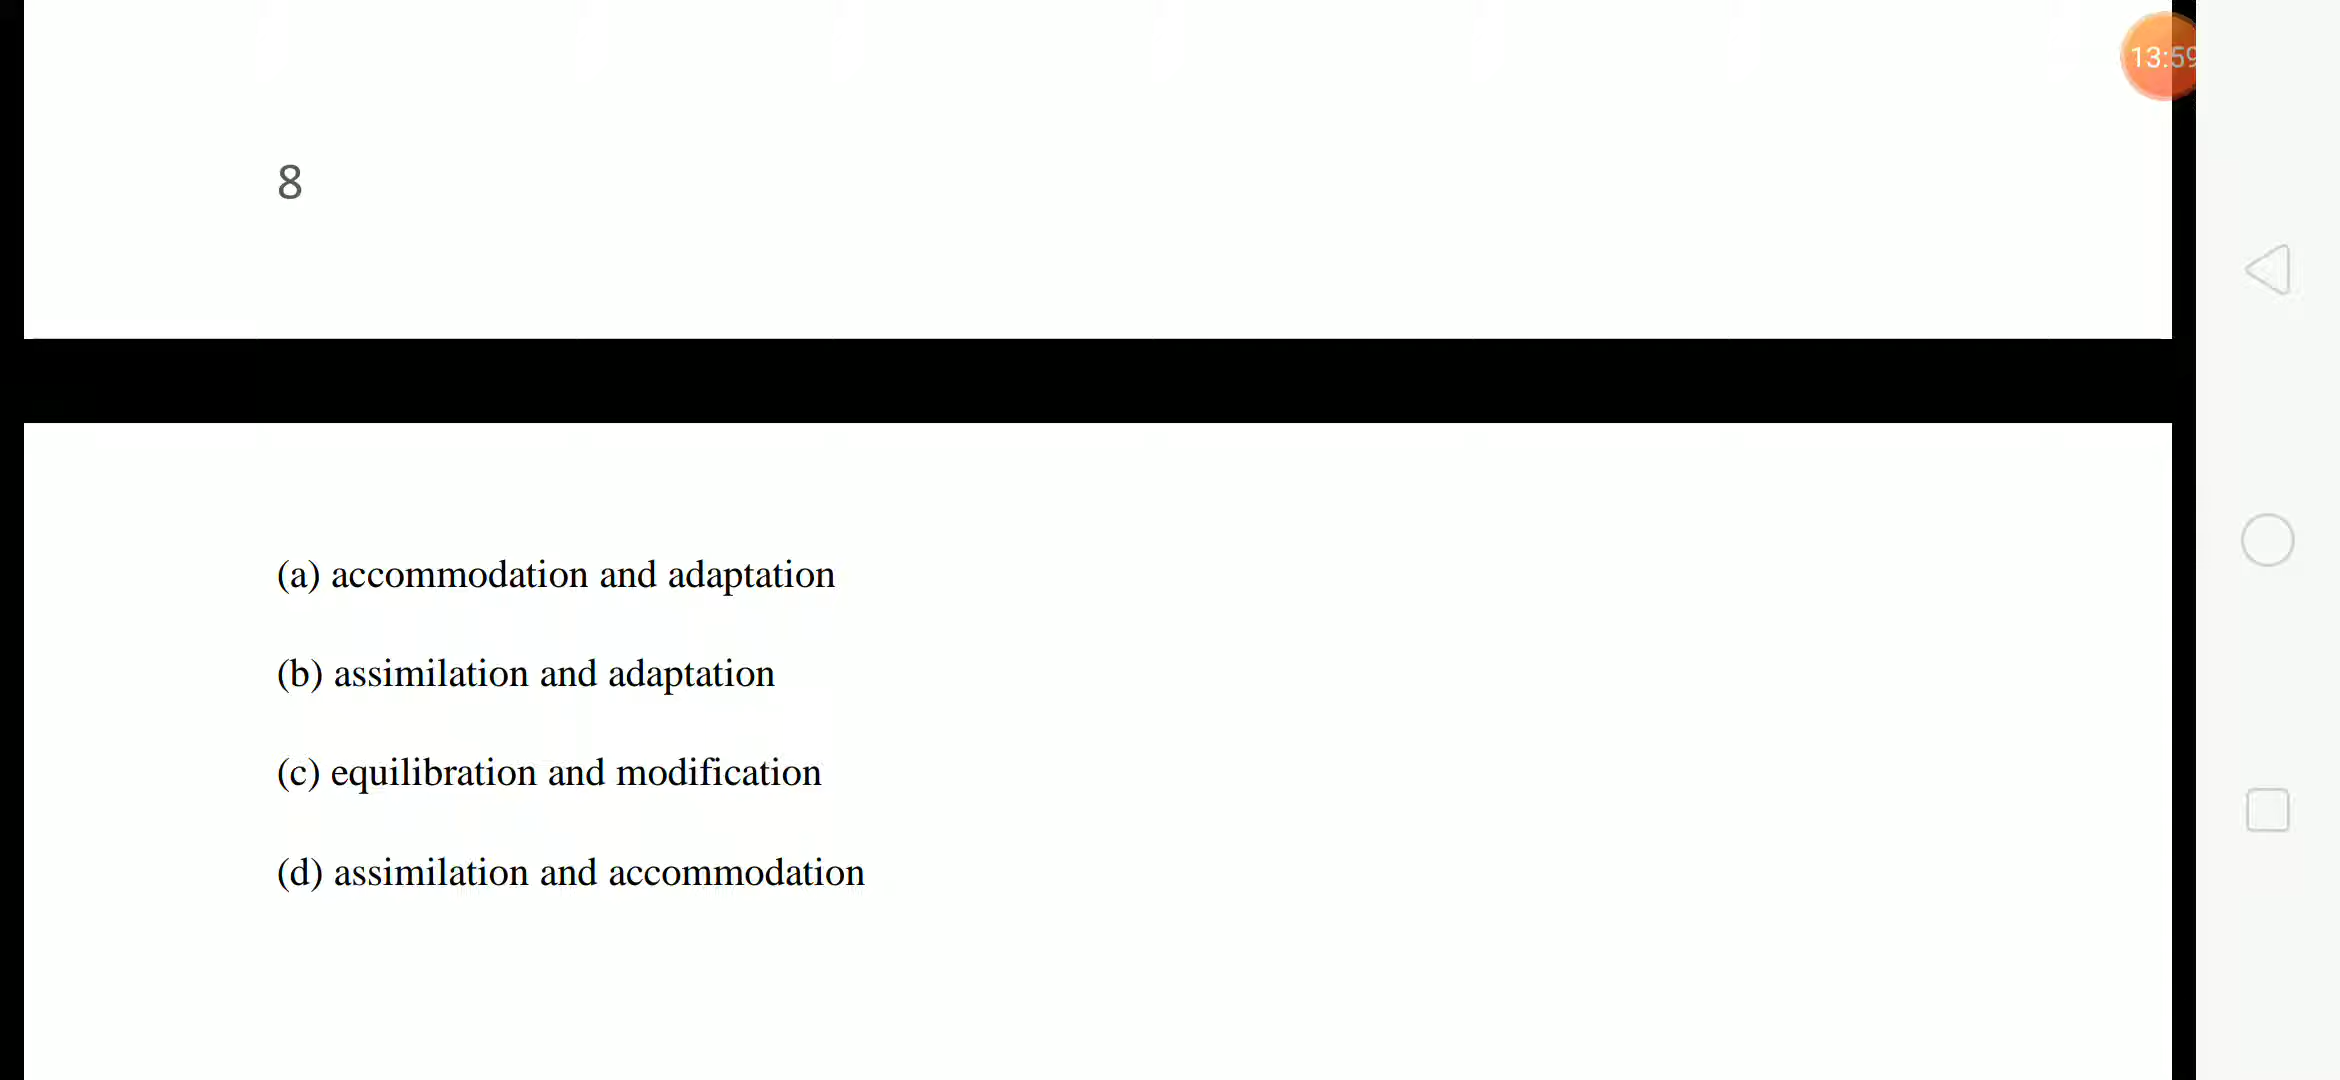 13:59
8
(a) accommodation and adaptation
(b) assimilation and adaptation
(c) equilibration and modification
(d) assimilation and accommodation